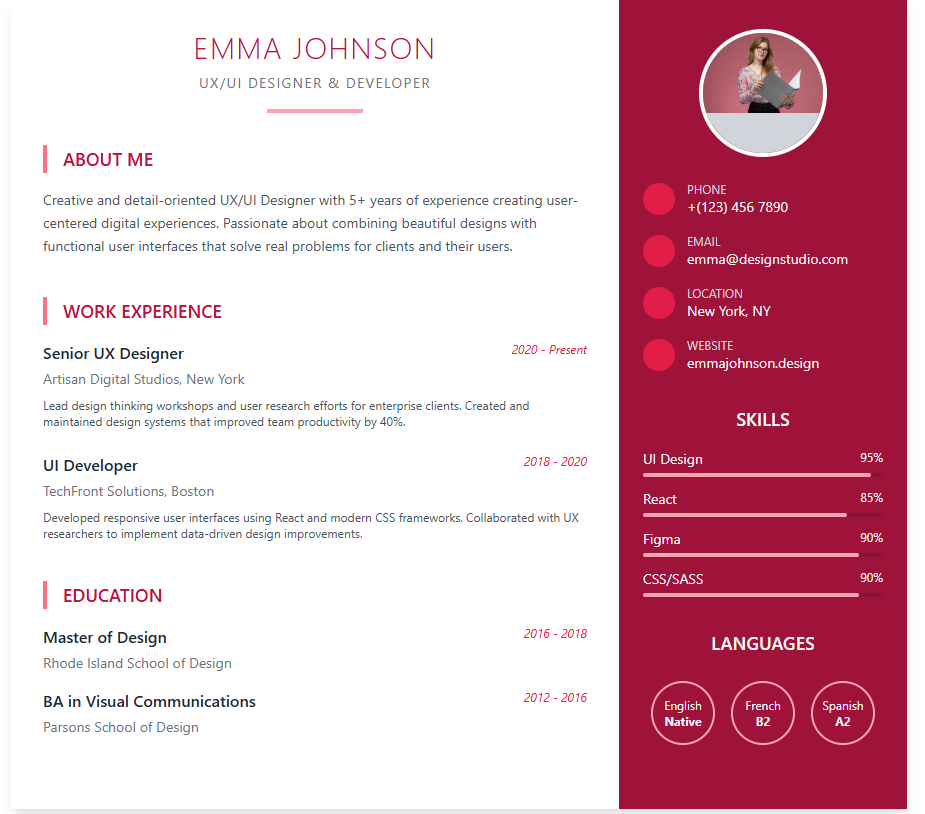 EMMA JOHNSON
UX/UI DESIGNER & DEVELOPER
ABOUT ME
Creative and detail-oriented UX/UI Designer with 5+ years of experience creating user-
centered digital experiences. Passionate about combining beautiful designs with
functional user interfaces that solve real problems for clients and their users.
WORK EXPERIENCE
Senior UX Designer
2020 - Present
Artisan Digital Studios, New York
Lead design thinking workshops and user research efforts for enterprise clients. Created and
maintained design systems that improved team productivity by 40%.
UI Developer
2018 - 2020
TechFront Solutions, Boston
Developed responsive user interfaces using React and modern CSS frameworks. Collaborated with UX
researchers to implement data-driven design improvements.
EDUCATION
Master of Design
2016 - 2018
Rhode Island School of Design
BA in Visual Communications
2012 - 2016
Parsons School of Design
PHONE
+(123) 456 7890
EMAIL
emma@designstudio.com
LOCATION
New York, NY
WEBSITE
emmajohnson.design
SKILLS
UI Design
95%
React
85%
Figma
90%
CSS/SASS
90%
LANGUAGES
English
Native
French
B2
Spanish
A2